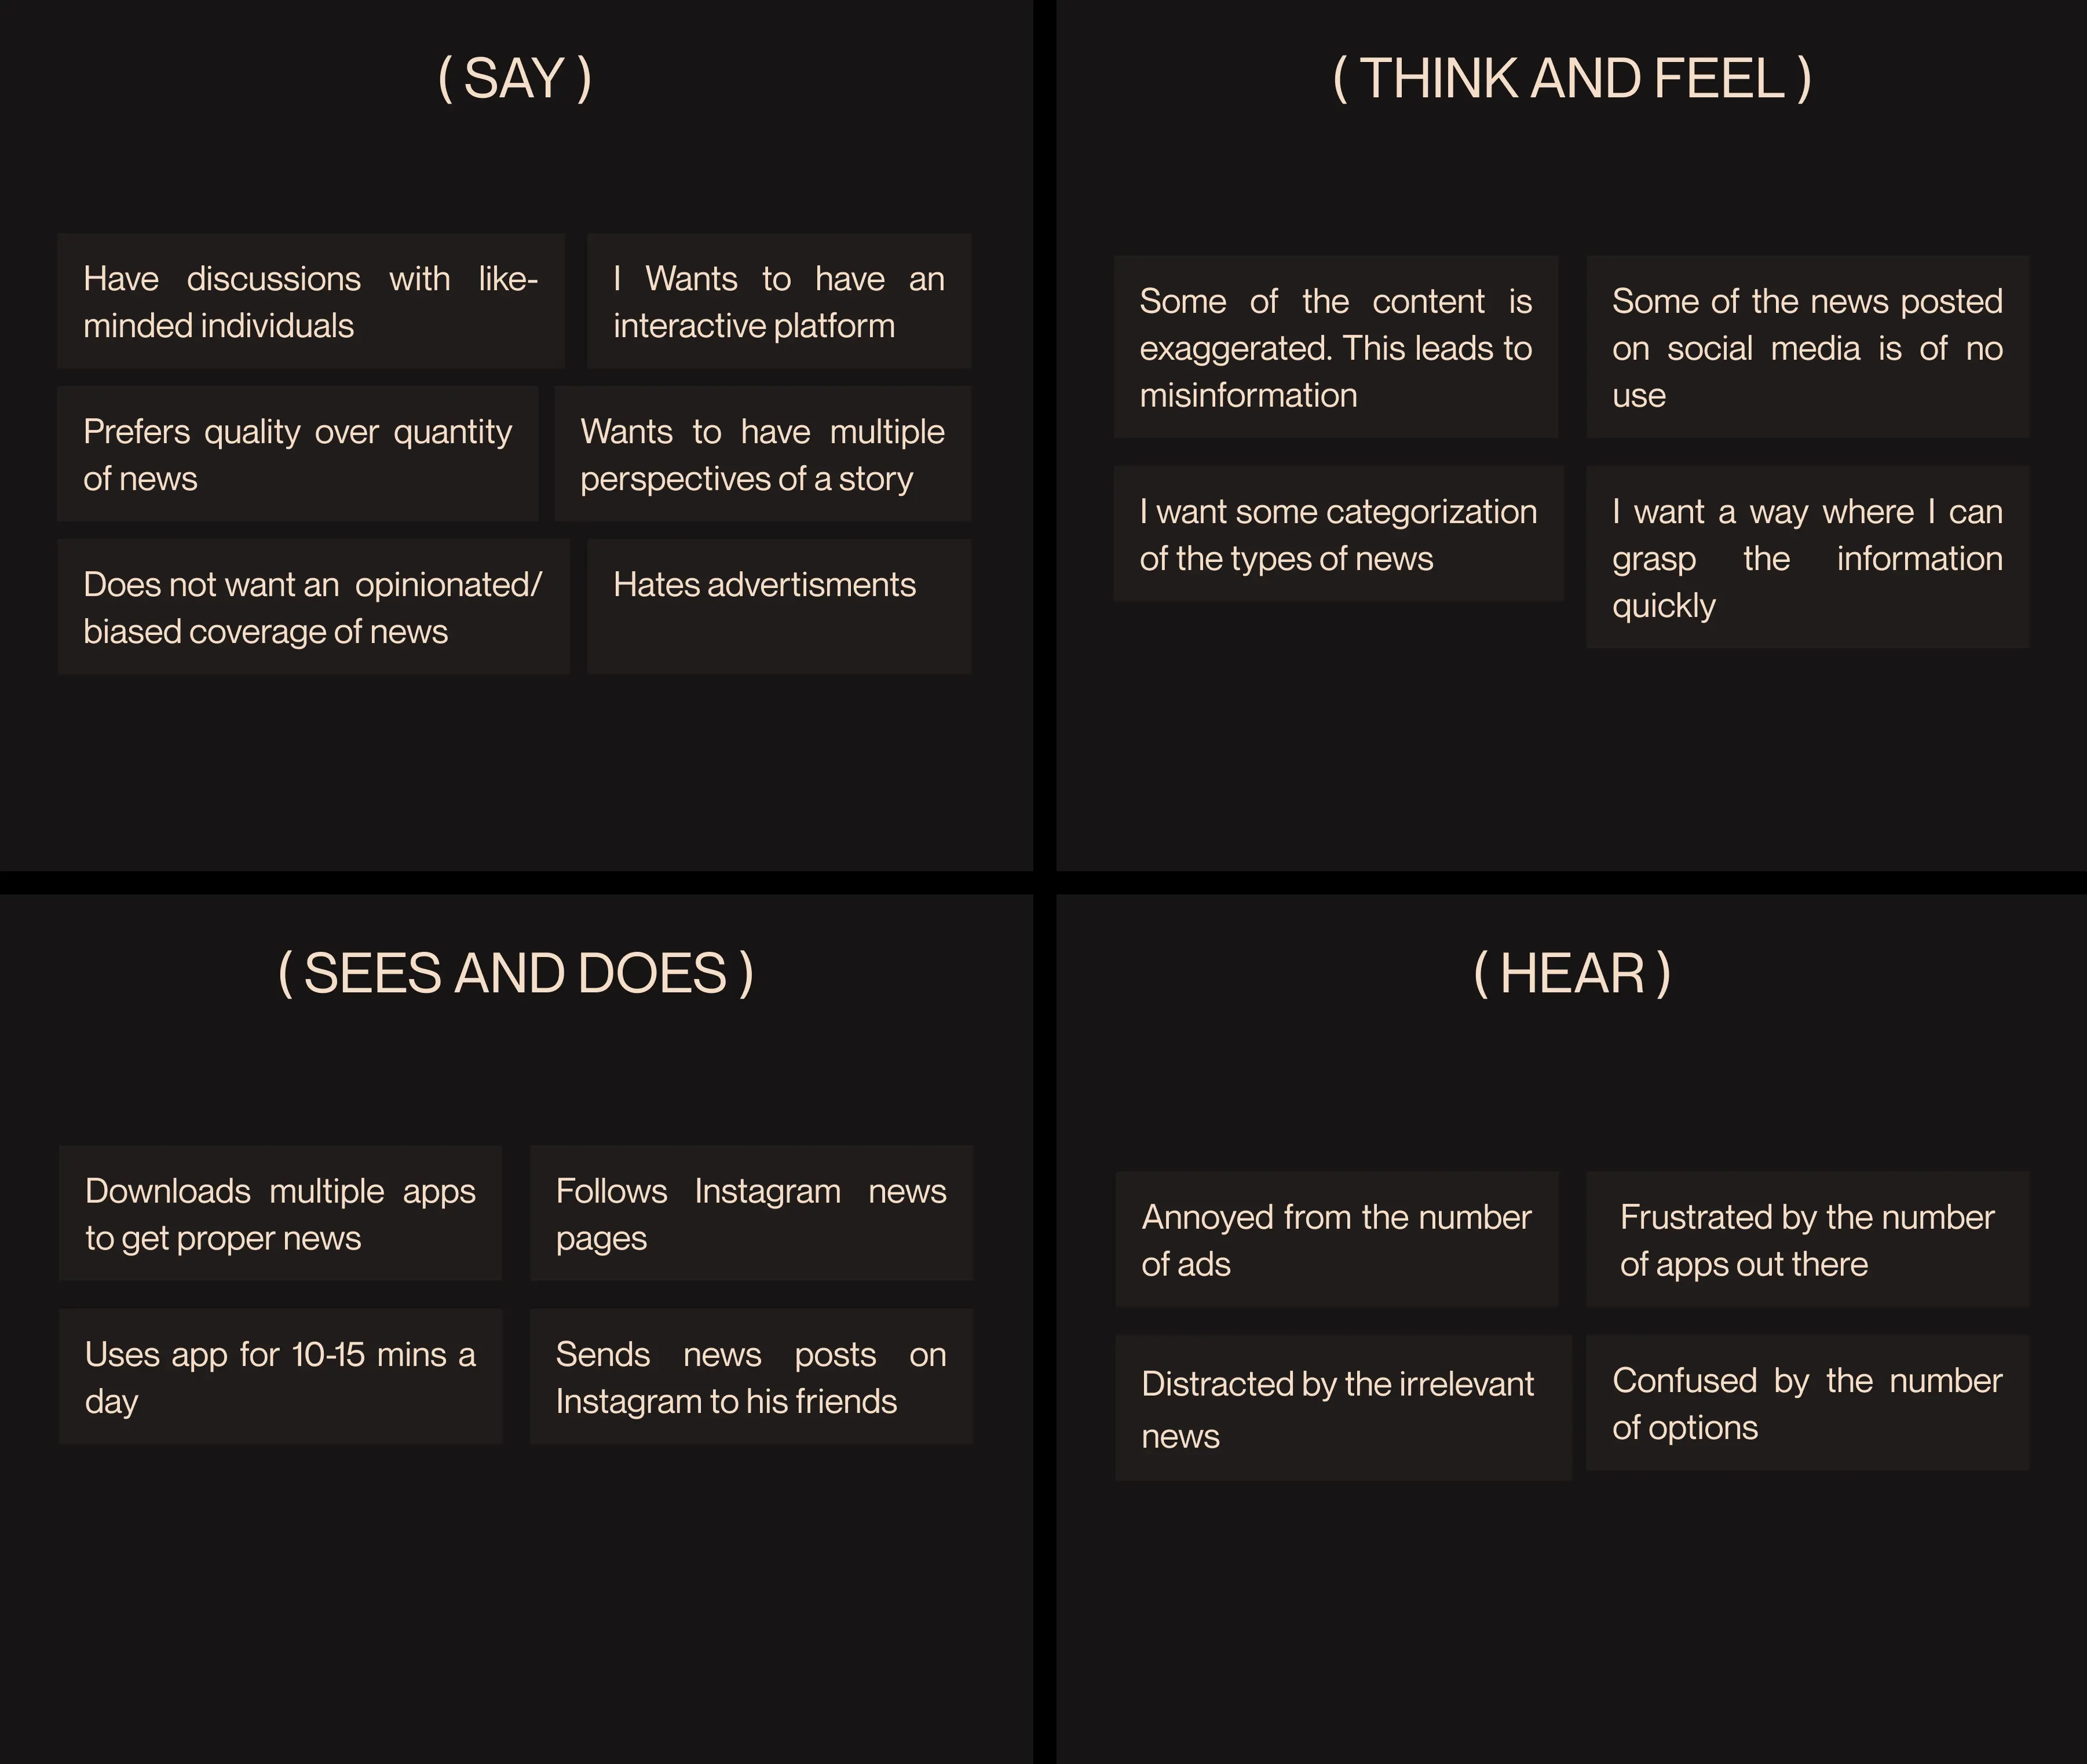 ( SAY )
Have discussions with like-
minded individuals
I Wants to have an
interactive platform
Prefers quality over quantity
of news
Wants to have multiple
perspectives of a story
Does not want an opinionated/
biased coverage of news
Hates advertisments
( THINK AND FEEL )
Some of the content is
exaggerated. This leads to
misinformation
Some of the news posted
on social media is of no
use
I want some categorization
of the types of news
I want a way where I can
grasp the information
quickly
( SEES AND DOES )
Downloads multiple apps
to get proper news
Follows Instagram news
pages
Uses app for 10-15 mins a
day
Sends news posts on
Instagram to his friends
( HEAR )
Annoyed from the number
of ads
Frustrated by the number
of apps out there
Distracted by the irrelevant
news
Confused by the number
of options